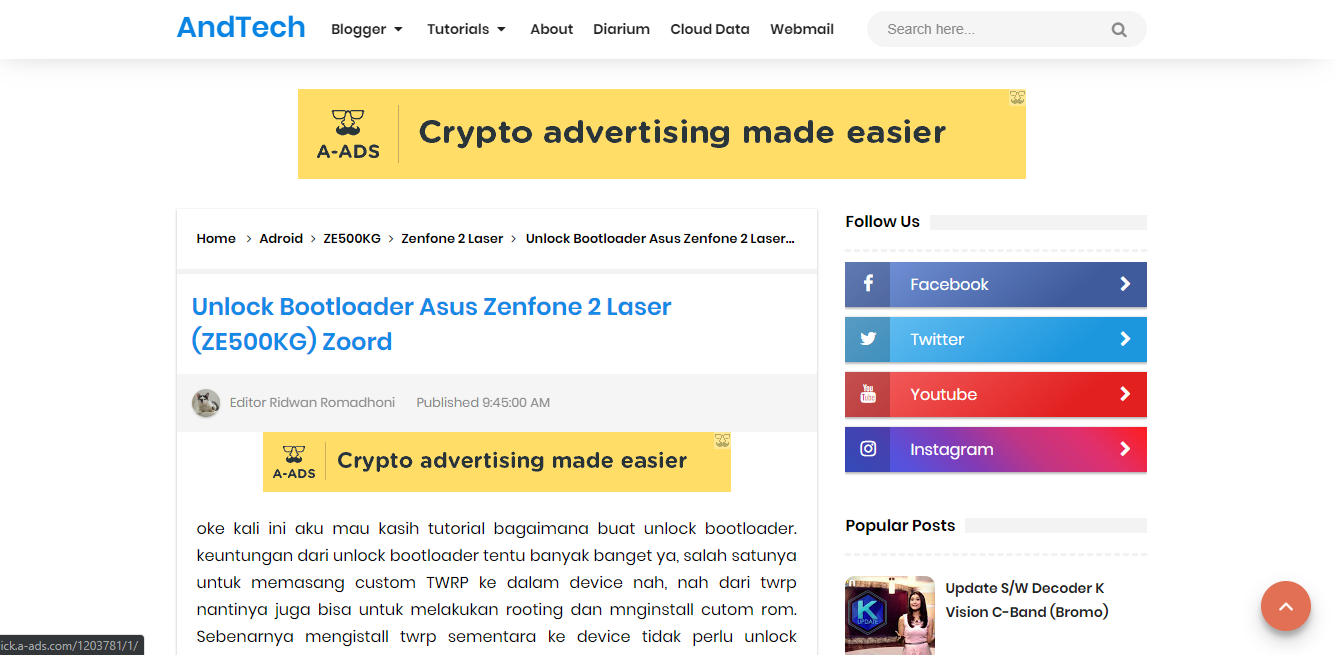 AndTech
Blogger
Tutorials
About
Diarium
Cloud Data
Webmail
Search here...
A-ADS
Crypto advertising made easier
Home > Adroid > ZE500KG > Zenfone 2 Laser > Unlock Bootloader Asus Zenfone 2 Laser...
Unlock Bootloader Asus Zenfone 2 Laser
(ZE500KG) Zoord
Editor Ridwan Romadhoni
Published 9:45:00 AM
A-ADS
Crypto advertising made easier
oke kali ini aku mau kasih tutorial bagaimana buat unlock bootloader.
keuntungan dari unlock bootloader tentu banyak banget ya, salah satunya
untuk memasang custom TWRP ke dalam device nah, nah dari twrp
nantinya juga bisa untuk melakukan rooting dan mnginstall cutom rom.
Sebenarnya mengistall twrp sementara ke device tidak perlu unlock
Follow Us
Facebook
Twitter
You
Tube
Youtube
Instagram
Popular Posts
K
UPDATE
Update S/W Decoder K
Vision C-Band (Bromo)
ick.a-ads.com/1203781/1/